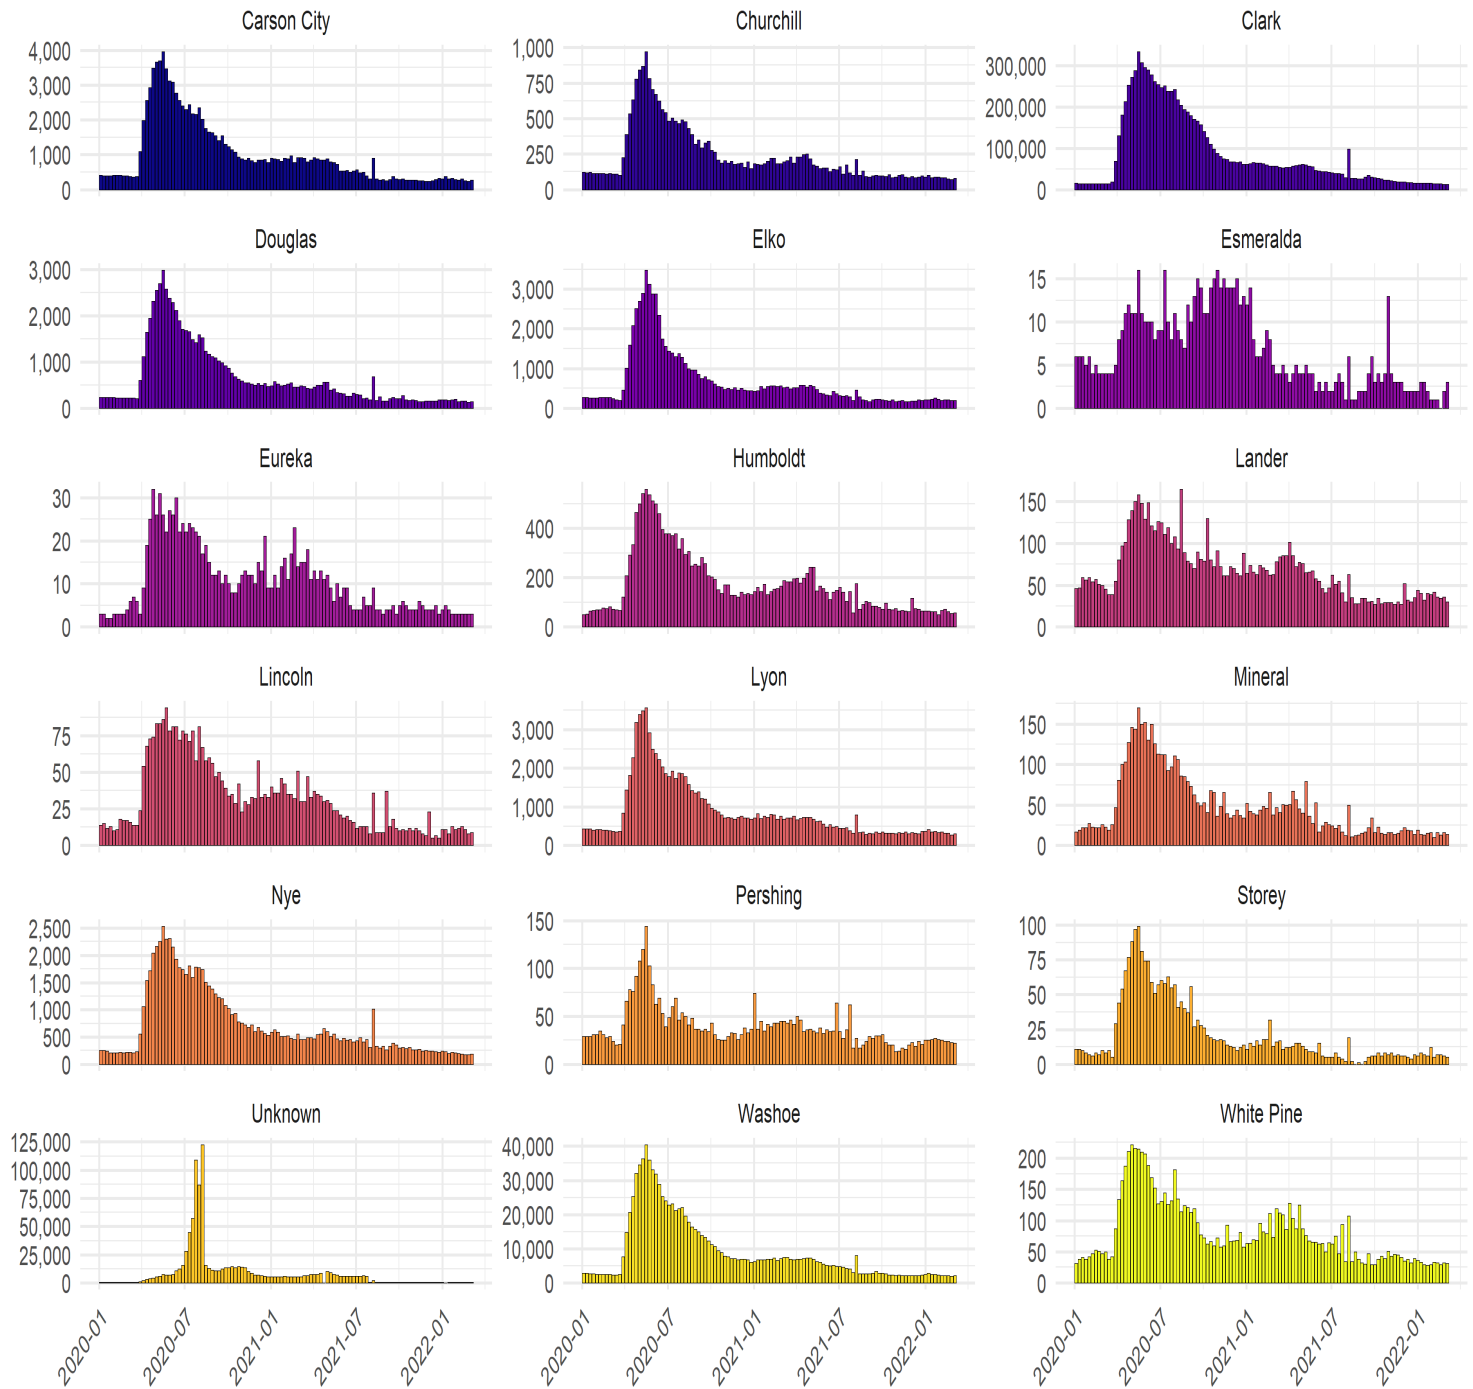 Carson City Churchill Clark
4,000 3,000 2,000 1,000 0
1,000 750 500 250 0
300,000 200,000 100,000 0
Douglas Elko Esmeralda
3,000 2,000 1,000 0
3,000 2,000 1,000 0
15 10 5 0
Eureka Humboldt Lander
30 20 10 0
400 200 0
150 100 50 0
Lincoln Lyon Mineral
75 50 25 0
3,000 2,000 1,000 0
150 100 50 0
Nye Pershing Storey
2,500 2,000 1,500 1,000 500 0
150 100 50 0
100 75 50 25 0
Unknown Washoe White Pine
125,000 100,000 75,000 50,000 25,000 0
40,000 30,000 20,000 10,000 0
200 150 100 50 0
2020-01 2020-07 2021-01 2021-07 2022-01
2020-01 2020-07 2021-01 2021-07 2022-01
2020-01 2020-07 2021-01 2021-07 2022-01